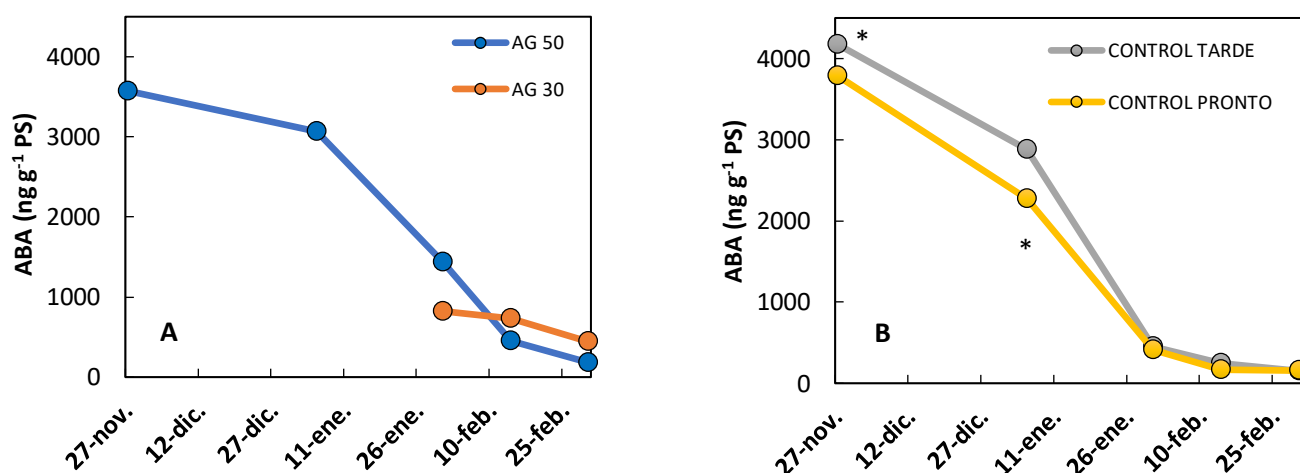 ABA (ng g⁻¹ PS)
4000
3000
2000
1000
0
AG 50
AG 30
A
27-nov.
12-dic.
27-dic.
11-ene.
26-ene.
10-feb.
25-feb.
ABA (ng g⁻¹ PS)
4000
3000
2000
1000
0
*
CONTROL TARDE
CONTROL PRONTO
*
B
27-nov.
12-dic.
27-dic.
11-ene.
26-ene.
10-feb.
25-feb.